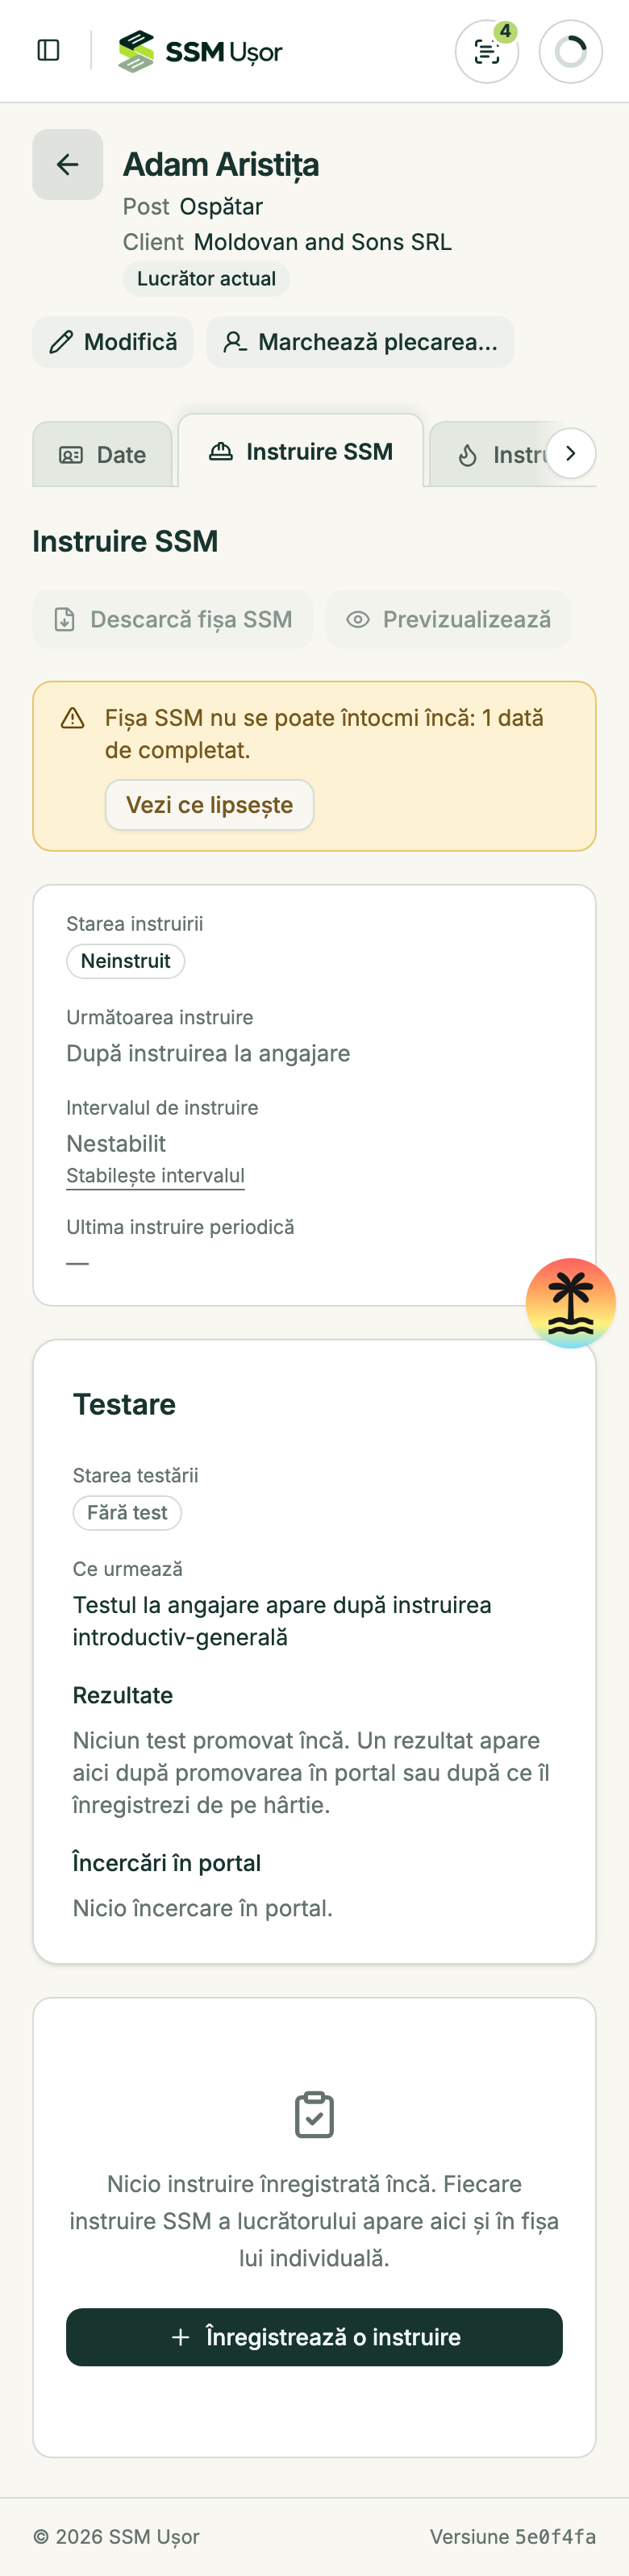 SSM Ușor
4
Adam Aristița
Post Ospătar
Client Moldovan and Sons SRL
Lucrător actual
Modifică
Marchează plecarea...
Date
Instruire SSM
Instru
Instruire SSM
Descarcă fișa SSM
Previzualizează
Fișa SSM nu se poate întocmi încă: 1 dată
de completat.
Vezi ce lipsește
Starea instruirii
Neinstruit
Următoarea instruire
După instruirea la angajare
Intervalul de instruire
Nestabilit
Stabilește intervalul
Ultima instruire periodică
—
Testare
Starea testării
Fără test
Ce urmează
Testul la angajare apare după instruirea
introductiv-generală
Rezultate
Niciun test promovat încă. Un rezultat apare
aici după promovarea în portal sau după ce îl
înregistrezi de pe hârtie.
Încercări în portal
Nicio încercare în portal.
Nicio instruire înregistrată încă. Fiecare
instruire SSM a lucrătorului apare aici și în fișa
lui individuală.
Înregistrează o instruire
© 2026 SSM Ușor
Versiune 5e0f4fa